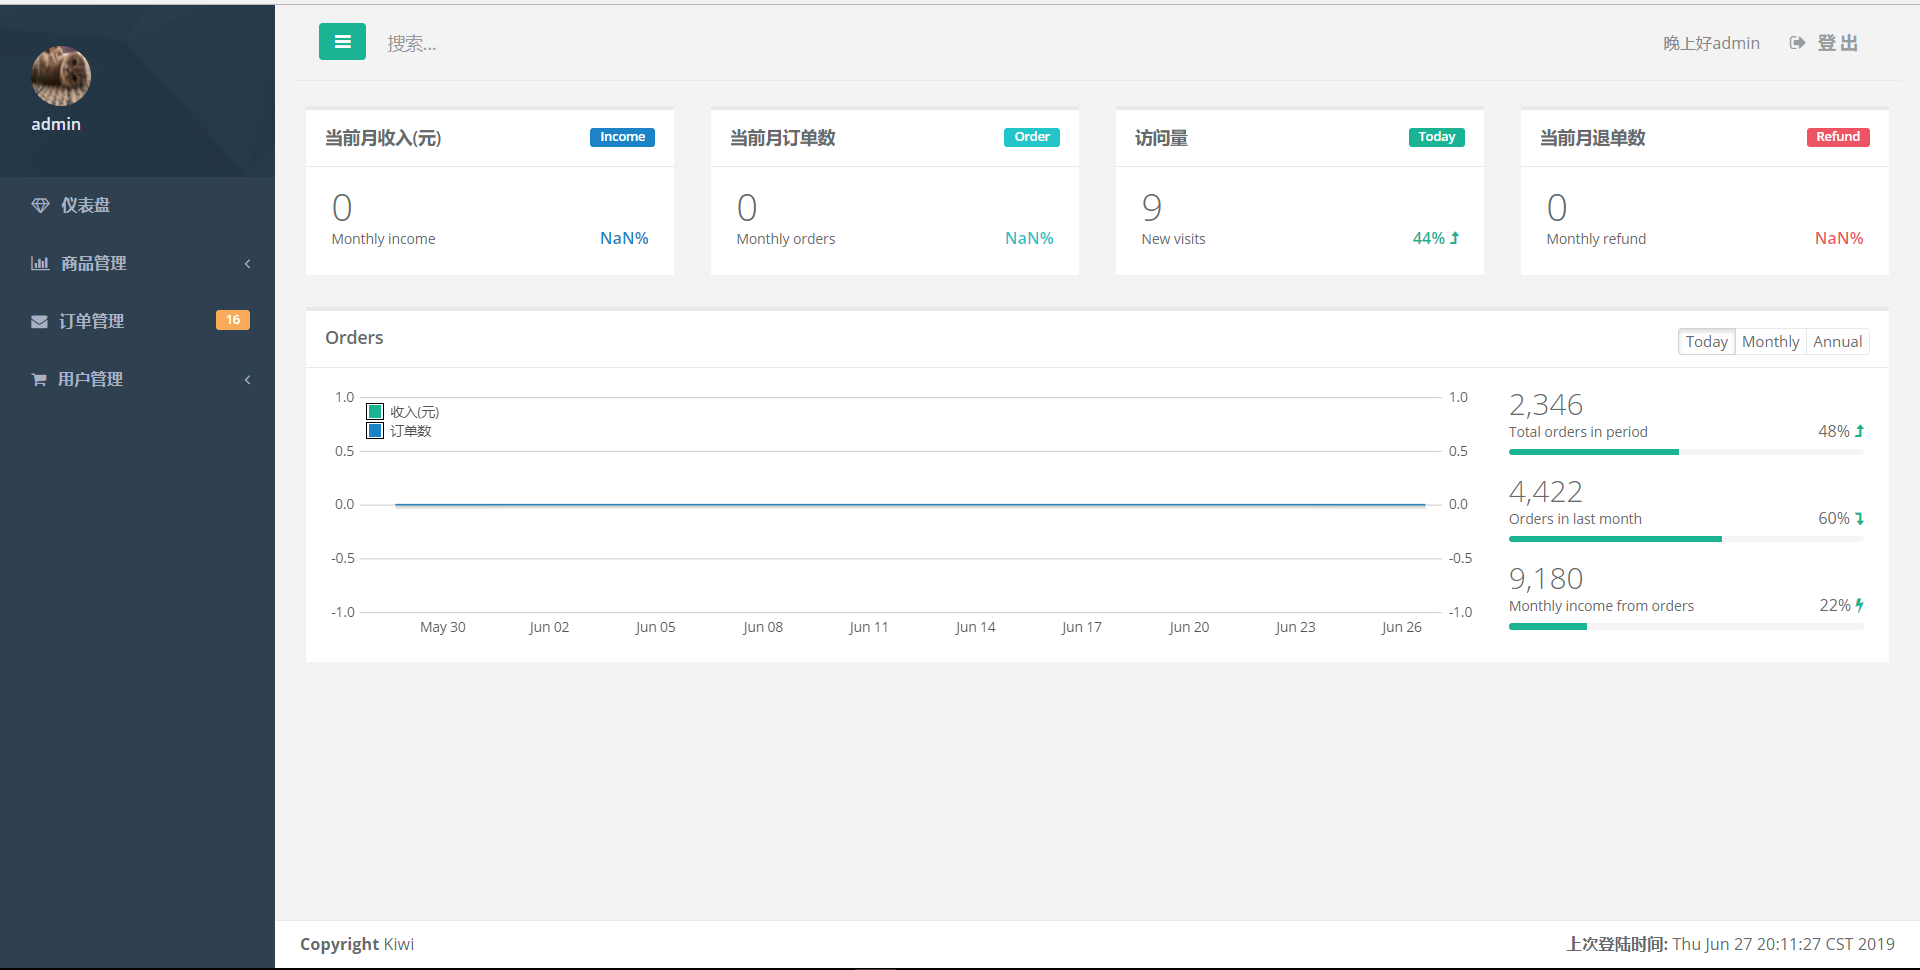 admin
仪表盘
商品管理
订单管理 16
用户管理
搜索...
晚上好admin 登 出
当前月收入(元) Income
0
Monthly income NaN%
当前月订单数 Order
0
Monthly orders NaN%
访问量 Today
9
New visits 44%
当前月退单数 Refund
0
Monthly refund NaN%
Orders
Today Monthly Annual
收入(元)
订单数
1.0 1.0
0.5 0.5
0.0 0.0
-0.5 -0.5
-1.0 -1.0
May 30 Jun 02 Jun 05 Jun 08 Jun 11 Jun 14 Jun 17 Jun 20 Jun 23 Jun 26
2,346
Total orders in period 48%
4,422
Orders in last month 60%
9,180
Monthly income from orders 22%
Copyright Kiwi
上次登陆时间: Thu Jun 27 20:11:27 CST 2019